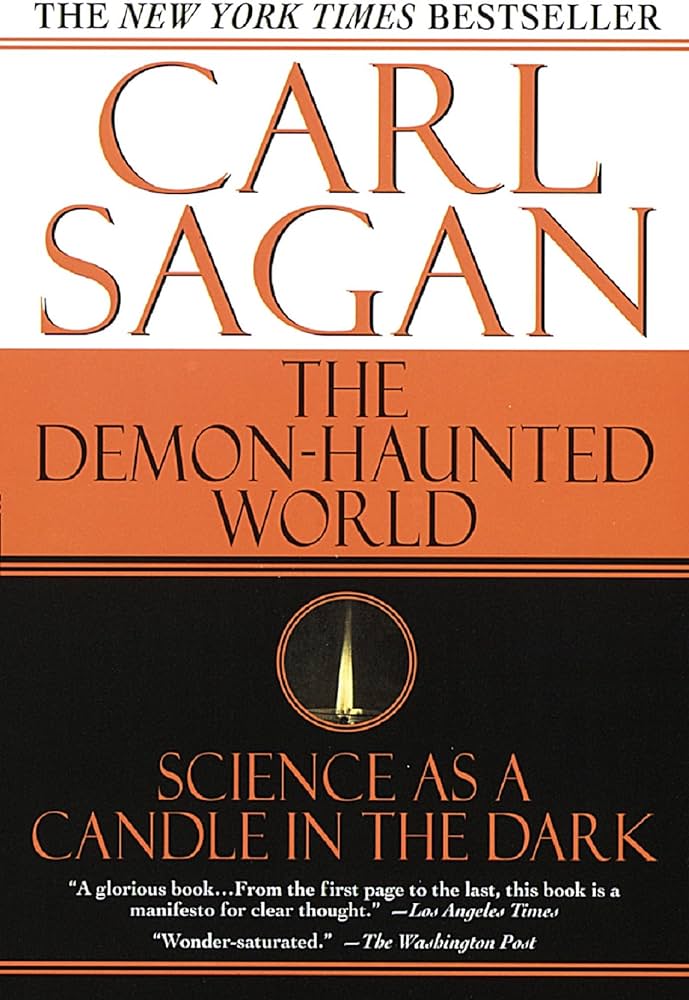 THE NEW YORK TIMES BESTSELLER
CARL
SAGAN
THE
DEMON-HAUNTED
WORLD
SCIENCE AS A
CANDLE IN THE DARK
“A glorious book...From the first page to the last, this book is a
manifesto for clear thought.” —Los Angeles Times
“Wonder-saturated.” —The Washington Post